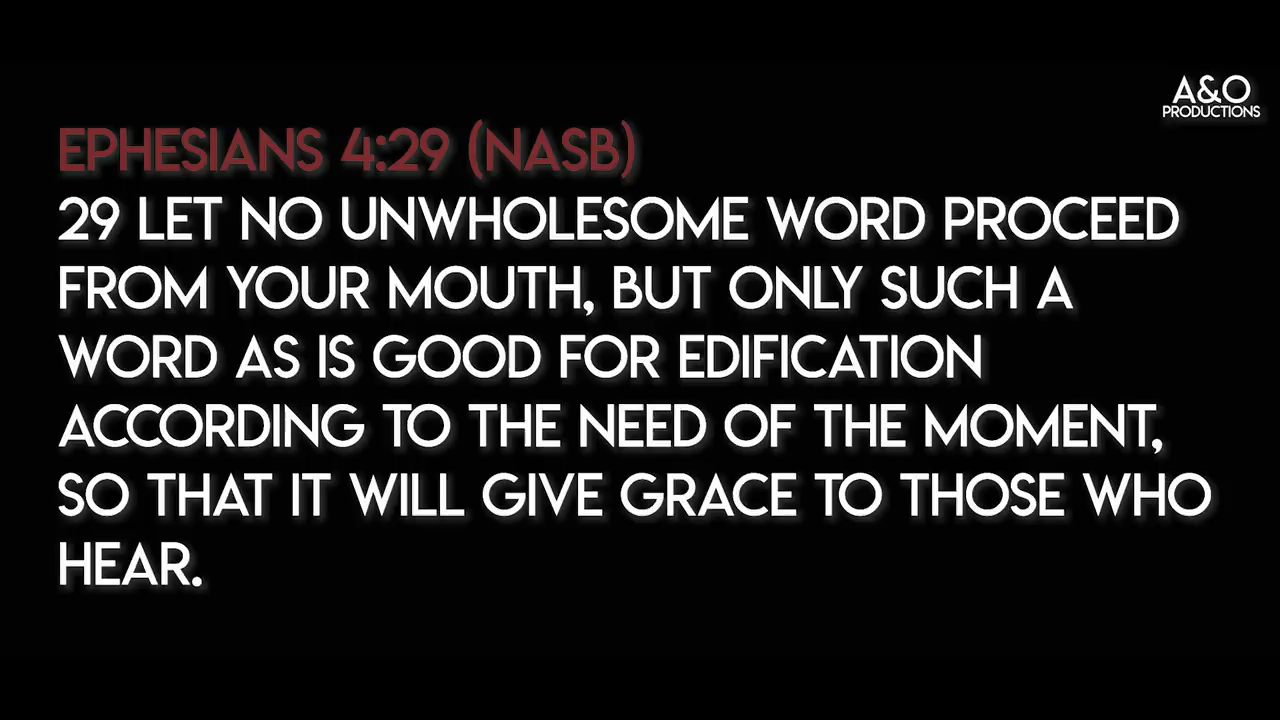 A&O
PRODUCTIONS
EPHESIANS 4:29 (NASB)
29 LET NO UNWHOLESOME WORD PROCEED
FROM YOUR MOUTH, BUT ONLY SUCH A
WORD AS IS GOOD FOR EDIFICATION
ACCORDING TO THE NEED OF THE MOMENT,
SO THAT IT WILL GIVE GRACE TO THOSE WHO
HEAR.